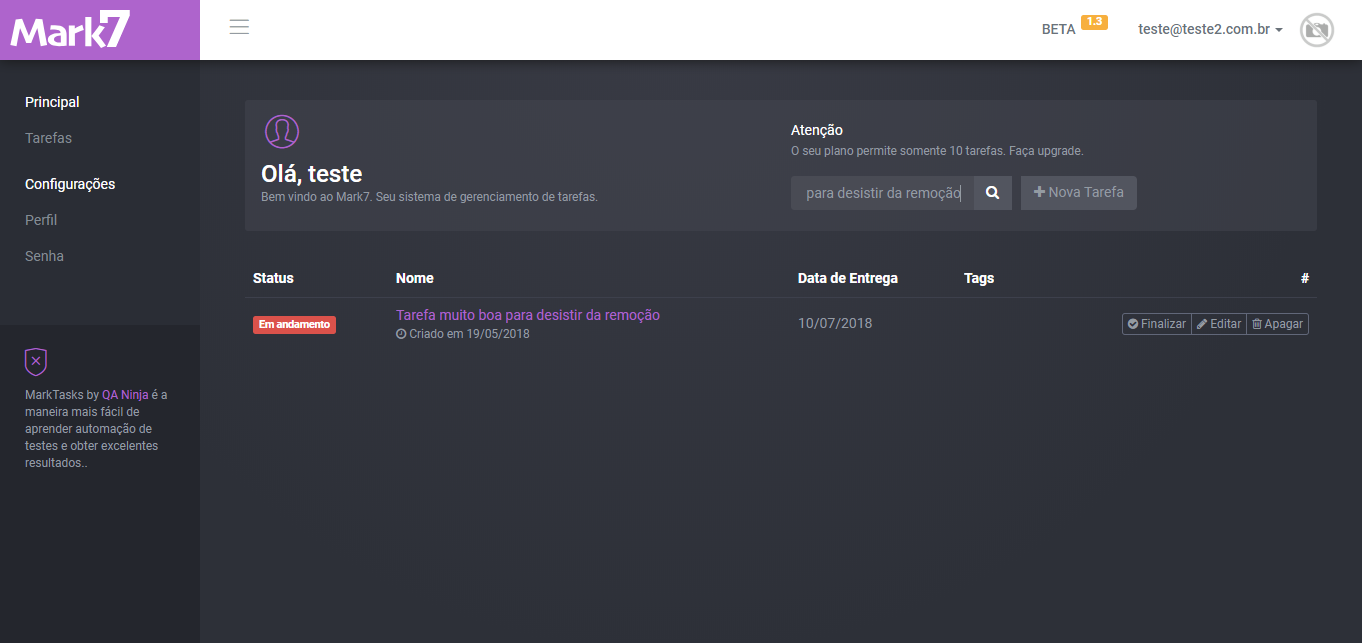 Mark7
BETA 1.3
teste@teste2.com.br
Principal
Tarefas
Configurações
Perfil
Senha
MarkTasks by QA Ninja é a
maneira mais fácil de
aprender automação de
testes e obter excelentes
resultados..
Olá, teste
Bem vindo ao Mark7. Seu sistema de gerenciamento de tarefas.
Atenção
O seu plano permite somente 10 tarefas. Faça upgrade.
para desistir da remoção
Nova Tarefa
Status Nome Data de Entrega Tags #
Em andamento
Tarefa muito boa para desistir da remoção
Criado em 19/05/2018
10/07/2018
Finalizar Editar Apagar